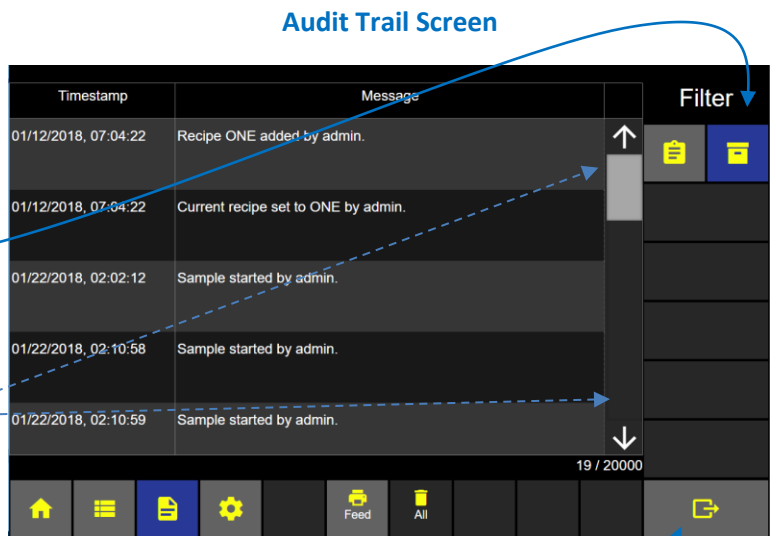 Audit Trail Screen
Timestamp Message Filter
01/12/2018, 07:04:22 Recipe ONE added by admin.
01/12/2018, 07:04:22 Current recipe set to ONE by admin.
01/22/2018, 02:02:12 Sample started by admin.
01/22/2018, 02:10:58 Sample started by admin.
01/22/2018, 02:10:59 Sample started by admin.
19 / 20000
Feed All